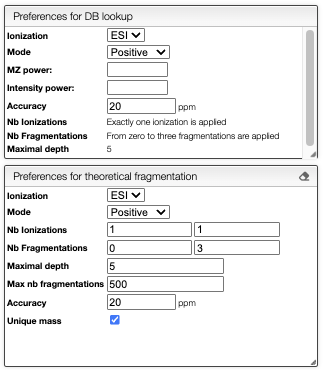 Preferences for DB lookup
Ionization ESI
Mode Positive
MZ power:
Intensity power:
Accuracy 20 ppm
Nb Ionizations Exactly one ionization is applied
Nb Fragmentations From zero to three fragmentations are applied
Maximal depth 5
Preferences for theoretical fragmentation
Ionization ESI
Mode Positive
Nb Ionizations 1 1
Nb Fragmentations 0 3
Maximal depth 5
Max nb fragmentations 500
Accuracy 20 ppm
Unique mass